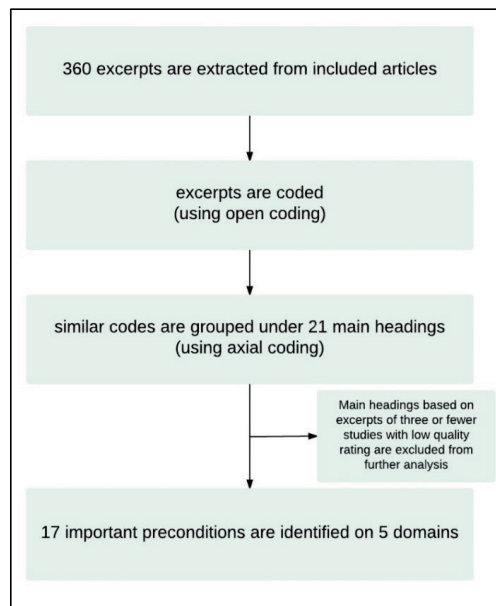 360 excerpts are extracted from included articles
excerpts are coded
(using open coding)
similar codes are grouped under 21 main headings
(using axial coding)
Main headings based on
excerpts of three or fewer
studies with low quality
rating are excluded from
further analysis
17 important preconditions are identified on 5 domains